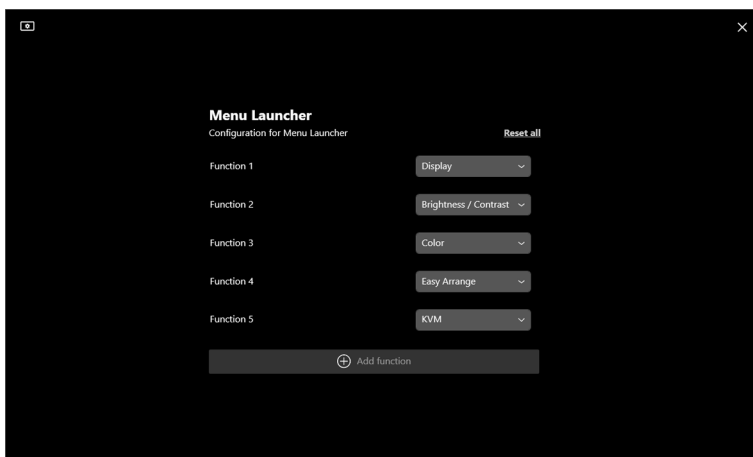 Menu Launcher
Configuration for Menu Launcher Reset all
Function 1 Display
Function 2 Brightness / Contrast
Function 3 Color
Function 4 Easy Arrange
Function 5 KVM
Add function